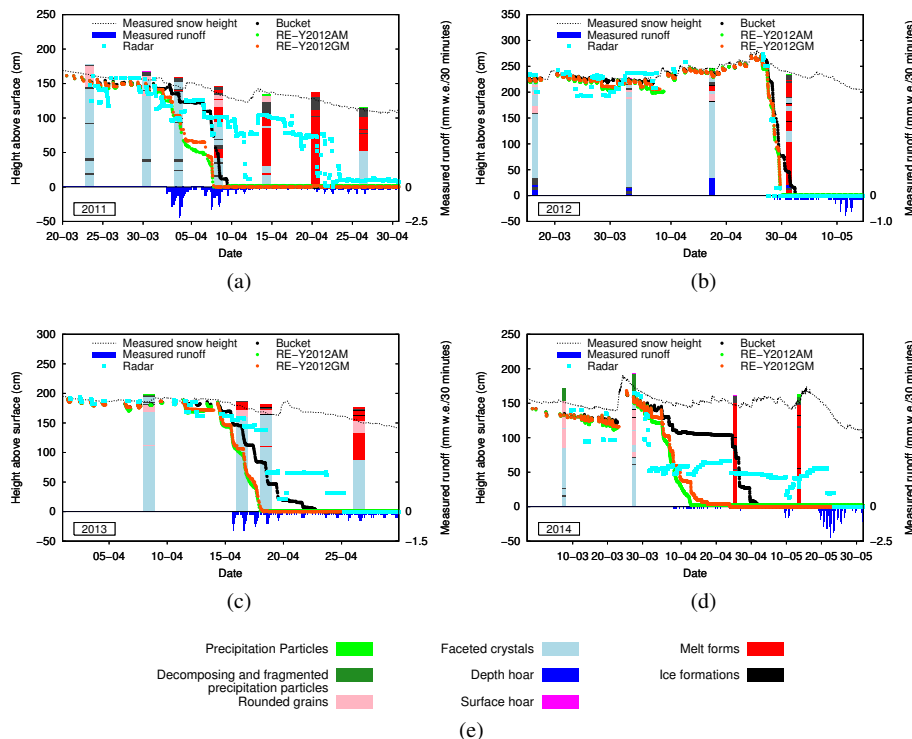 Measured snow height
Measured runoff
Radar
Bucket
RE−Y2012AM
RE−Y2012GM
Height above surface (cm)
250
200
150
100
50
0
−50
20−03 25−03 30−03 05−04 10−04 15−04 20−04 25−04 30−04
Date
2011
0
−2.5
Measured runoff (mm w.e./30 minutes)
(a)
Measured snow height
Measured runoff
Radar
Bucket
RE−Y2012AM
RE−Y2012GM
Height above surface (cm)
350
300
250
200
150
100
50
0
−50
20−03 30−03 10−04 20−04 30−04 10−05
Date
2012
0
−1.0
Measured runoff (mm w.e./30 minutes)
(b)
Measured snow height
Measured runoff
Radar
Bucket
RE−Y2012AM
RE−Y2012GM
Height above surface (cm)
300
250
200
150
100
50
0
−50
05−04 10−04 15−04 20−04 25−04
Date
2013
0
−1.5
Measured runoff (mm w.e./30 minutes)
(c)
Measured snow height
Measured runoff
Radar
Bucket
RE−Y2012AM
RE−Y2012GM
Height above surface (cm)
250
200
150
100
50
0
−50
10−03 20−03 30−03 10−04 20−04 30−04 10−05 20−05 30−05
Date
2014
0
−2.5
Measured runoff (mm w.e./30 minutes)
(d)
Precipitation Particles
Decomposing and fragmented
precipitation particles
Rounded grains
Faceted crystals
Depth hoar
Surface hoar
Melt forms
Ice formations
(e)